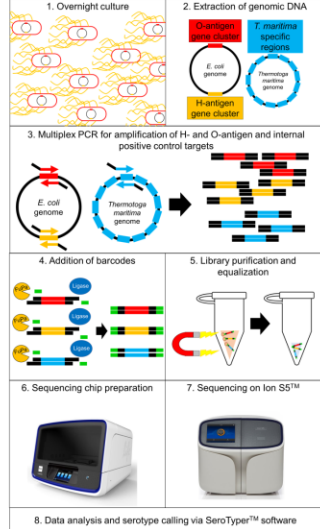 1. Overnight culture
2. Extraction of genomic DNA
O-antigen
gene cluster
T. maritima
specific
regions
E. coli
genome
Thermotoga
maritima
genome
H-antigen
gene cluster
3. Multiplex PCR for amplification of H- and O-antigen and internal
positive control targets
E. coli
genome
Thermotoga
maritima
genome
4. Addition of barcodes
5. Library purification and
equalization
Ligase
Ligase
Ligase
6. Sequencing chip preparation
7. Sequencing on Ion S5™
8. Data analysis and serotype calling via SeroTyper™ software